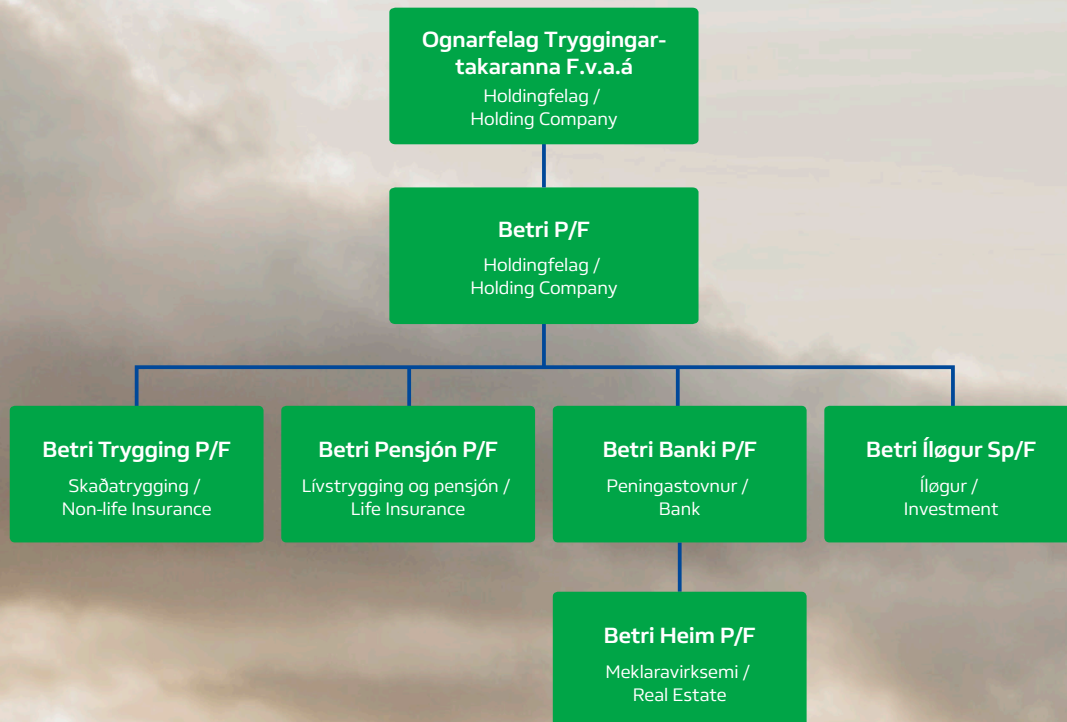 Ognarfelag Tryggingar-
takaranna F.v.a.á
Holdingfelag /
Holding Company
Betri P/F
Holdingfelag /
Holding Company
Betri Trygging P/F
Skaðatrygging /
Non-life Insurance
Betri Pensjón P/F
Lívstrygging og pensjón /
Life Insurance
Betri Banki P/F
Peningastovnur /
Bank
Betri Íløgur Sp/F
Íløgur /
Investment
Betri Heim P/F
Meklaravirksemi /
Real Estate